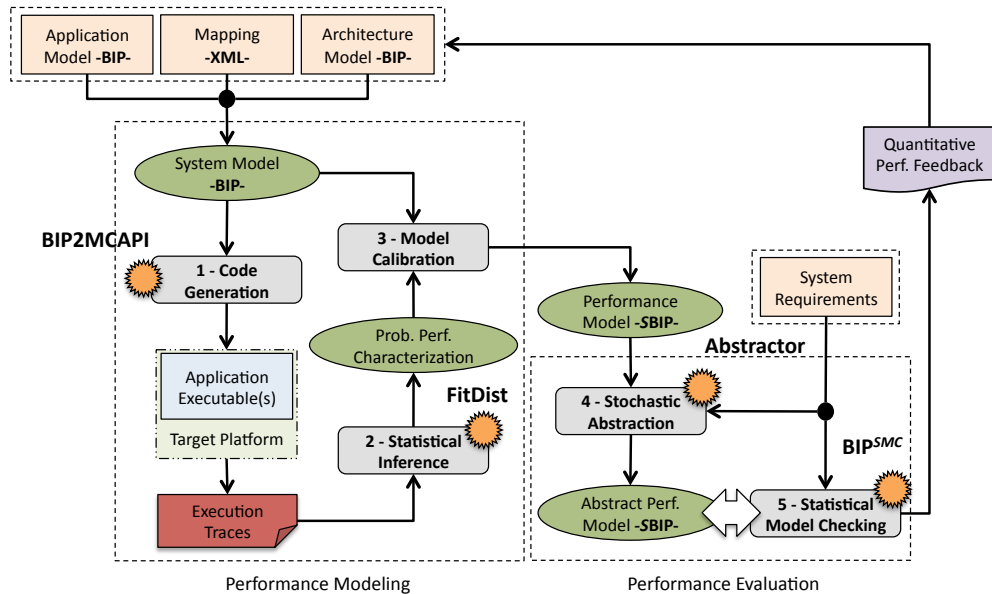 Application
Model -BIP-
Mapping
-XML-
Architecture
Model -BIP-
System Model
-BIP-
Quantitative
Perf. Feedback
BIP2MCAPI
1 - Code
Generation
3 - Model
Calibration
System
Requirements
Performance
Model -SBIP-
Prob. Perf.
Characterization
Abstractor
Application
Executable(s)
Target Platform
FitDist
2 - Statistical
Inference
4 - Stochastic
Abstraction
BIPSMC
Execution
Traces
Abstract Perf.
Model -SBIP-
5 - Statistical
Model Checking
Performance Modeling
Performance Evaluation